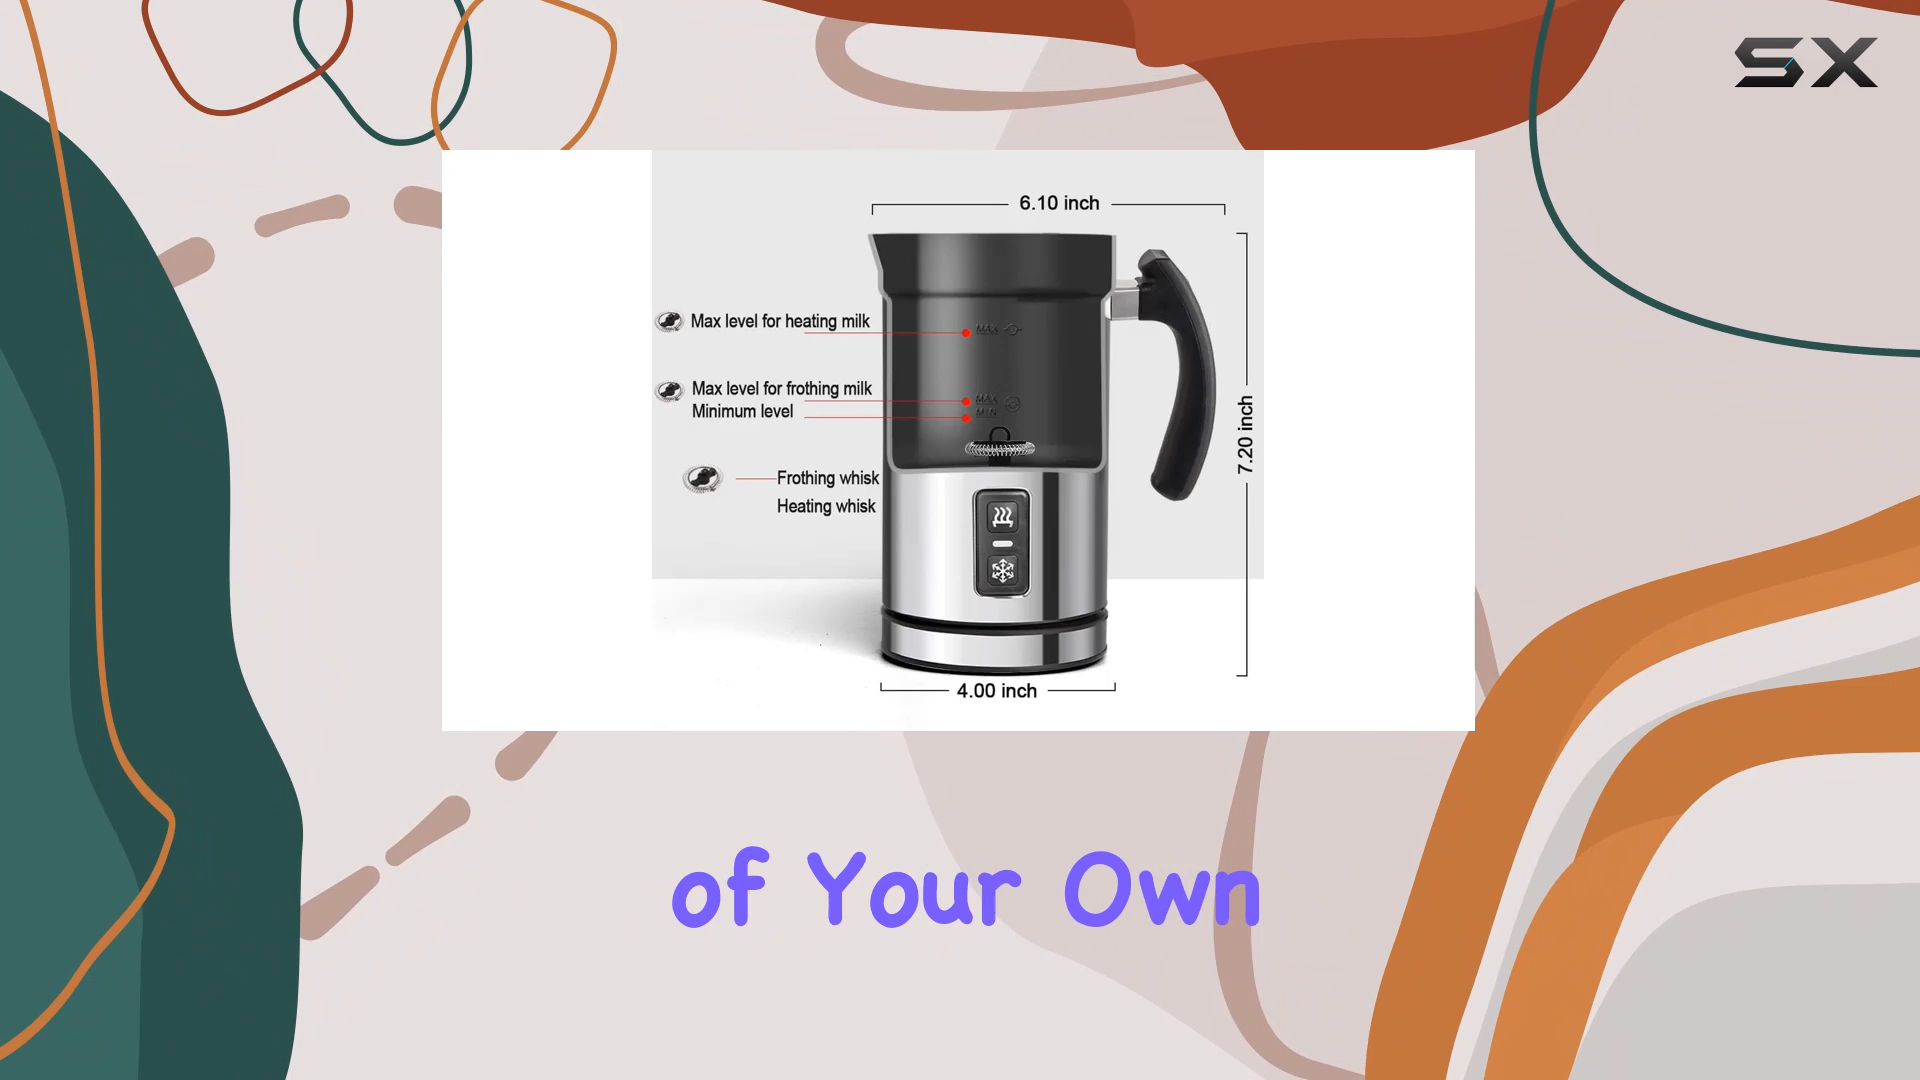 SX
6.10 inch
Max level for heating milk
MAX
Max level for frothing milk
MAX
Minimum level
MIN
7.20 inch
Frothing whisk
Heating whisk
4.00 inch
of Your Own